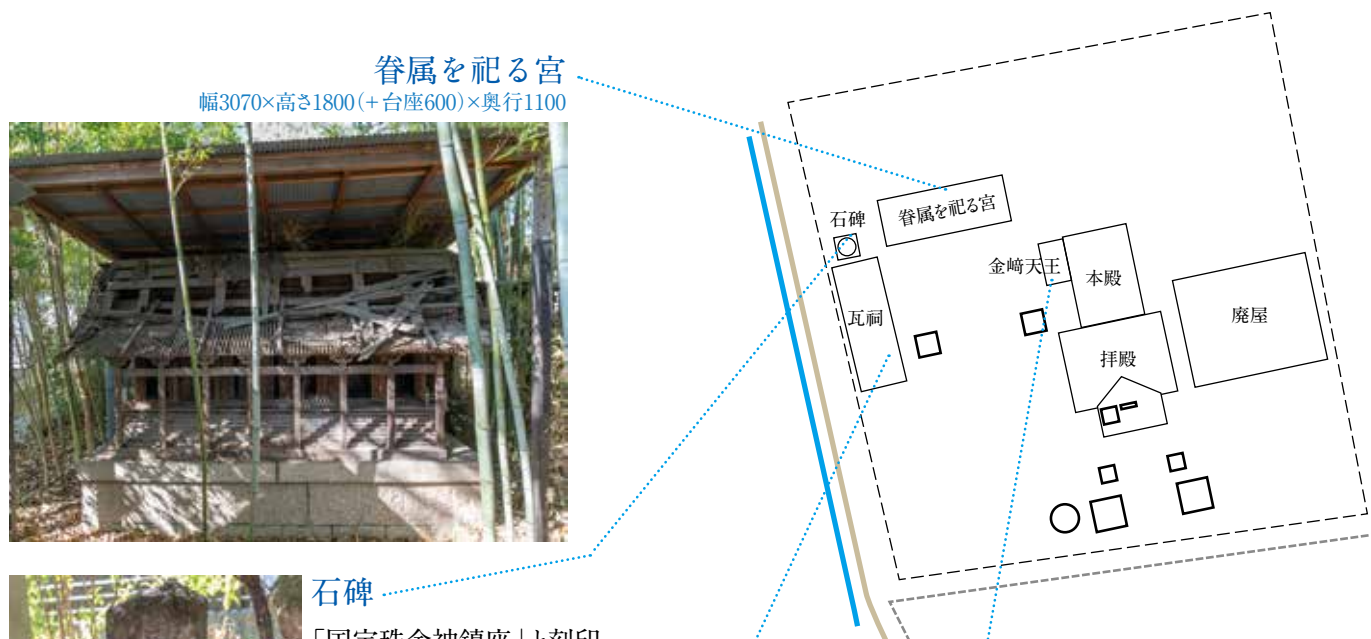 眷属を祀る宮
幅3070×高さ1800(+台座600)×奥行1100
眷属を祀る宮
石碑
金﨑天王
本殿
瓦祠
廃屋
拝殿
石碑